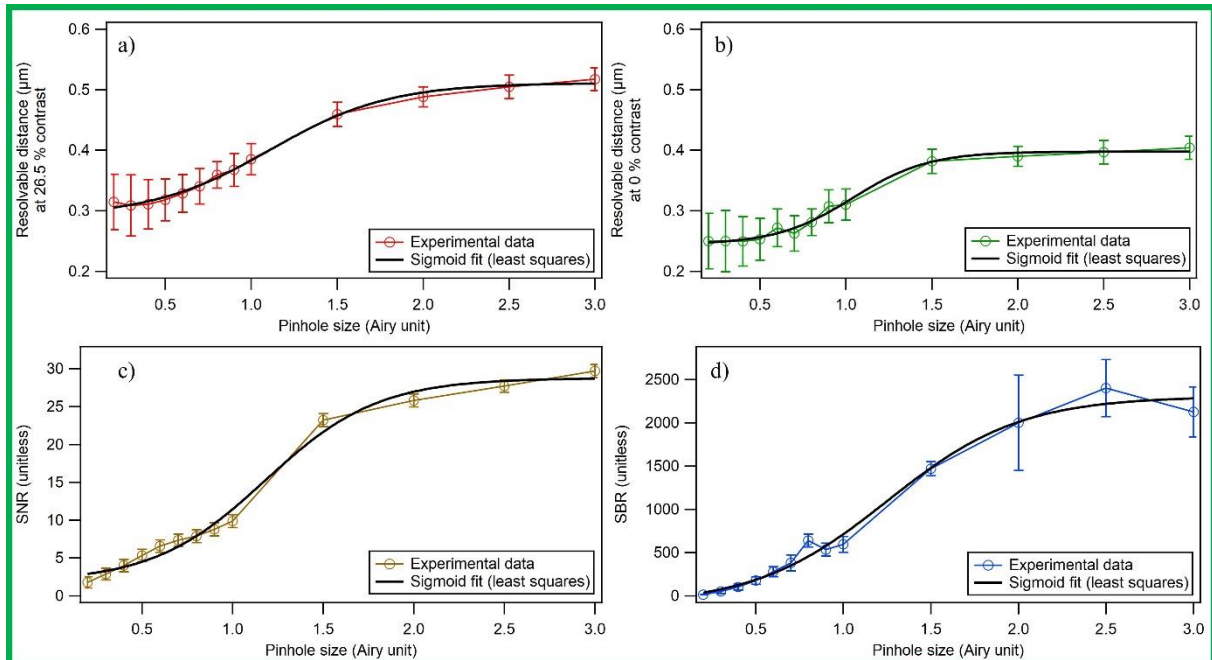 a)
Resolvable distance (µm)
at 26.5 % contrast
0.6
0.5
0.4
0.3
0.2
Experimental data
Sigmoid fit (least squares)
0.5 1.0 1.5 2.0 2.5 3.0
Pinhole size (Airy unit)
b)
Resolvable distance (µm)
at 0 % contrast
0.6
0.5
0.4
0.3
0.2
Experimental data
Sigmoid fit (least squares)
0.5 1.0 1.5 2.0 2.5 3.0
Pinhole size (Airy unit)
c)
SNR (unitless)
30
25
20
15
10
5
0
Experimental data
Sigmoid fit (least squares)
0.5 1.0 1.5 2.0 2.5 3.0
Pinhole size (Airy unit)
d)
SBR (unitless)
2500
2000
1500
1000
500
0
Experimental data
Sigmoid fit (least squares)
0.5 1.0 1.5 2.0 2.5 3.0
Pinhole size (Airy unit)